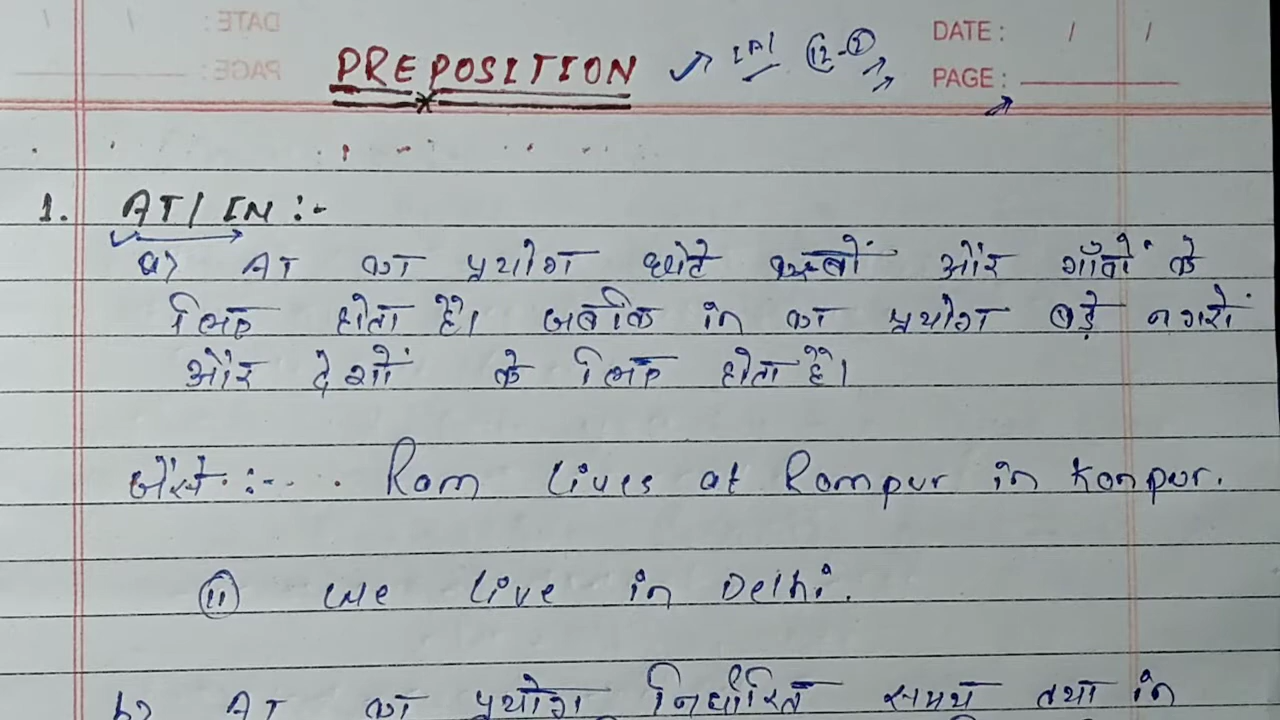 DATE : / /
PREPOSITION
PAGE :
1. AT/ IN :-
a) AT का प्रयोग छोटे और गाँवों के
लिए होता है। जबकि in का प्रयोग बड़े नगरों
और देशों के लिए होता है।
जैसे :- Ram lives at Rampur in Kanpur.
(ii) We live in Delhi.
b) AT का प्रयोग निर्धारित समय तथा in